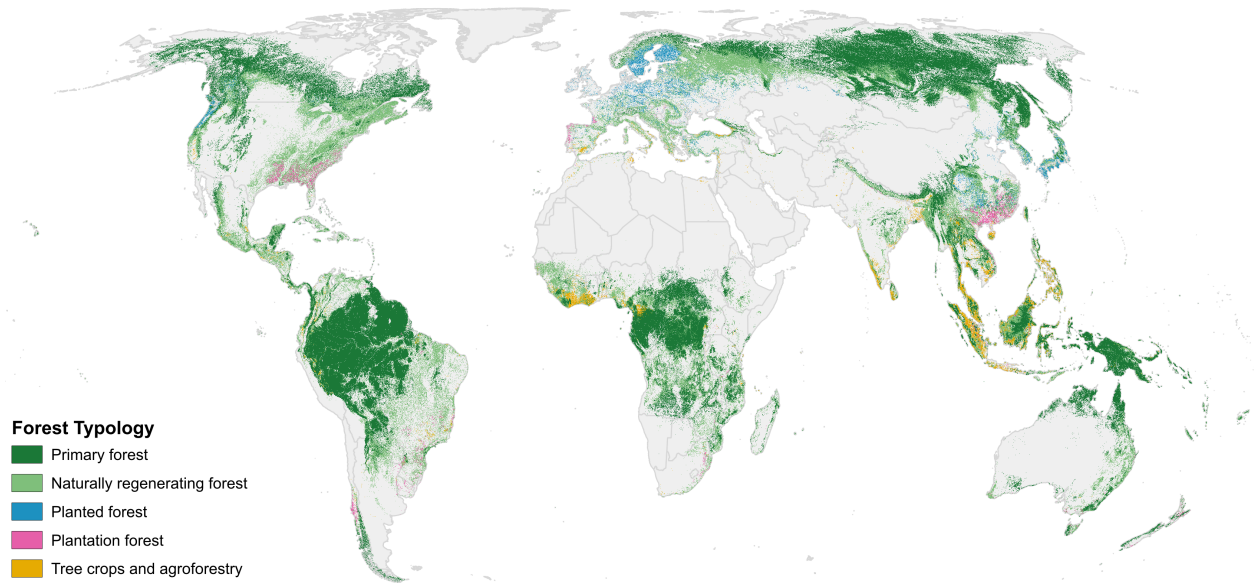 Forest Typology
Primary forest
Naturally regenerating forest
Planted forest
Plantation forest
Tree crops and agroforestry